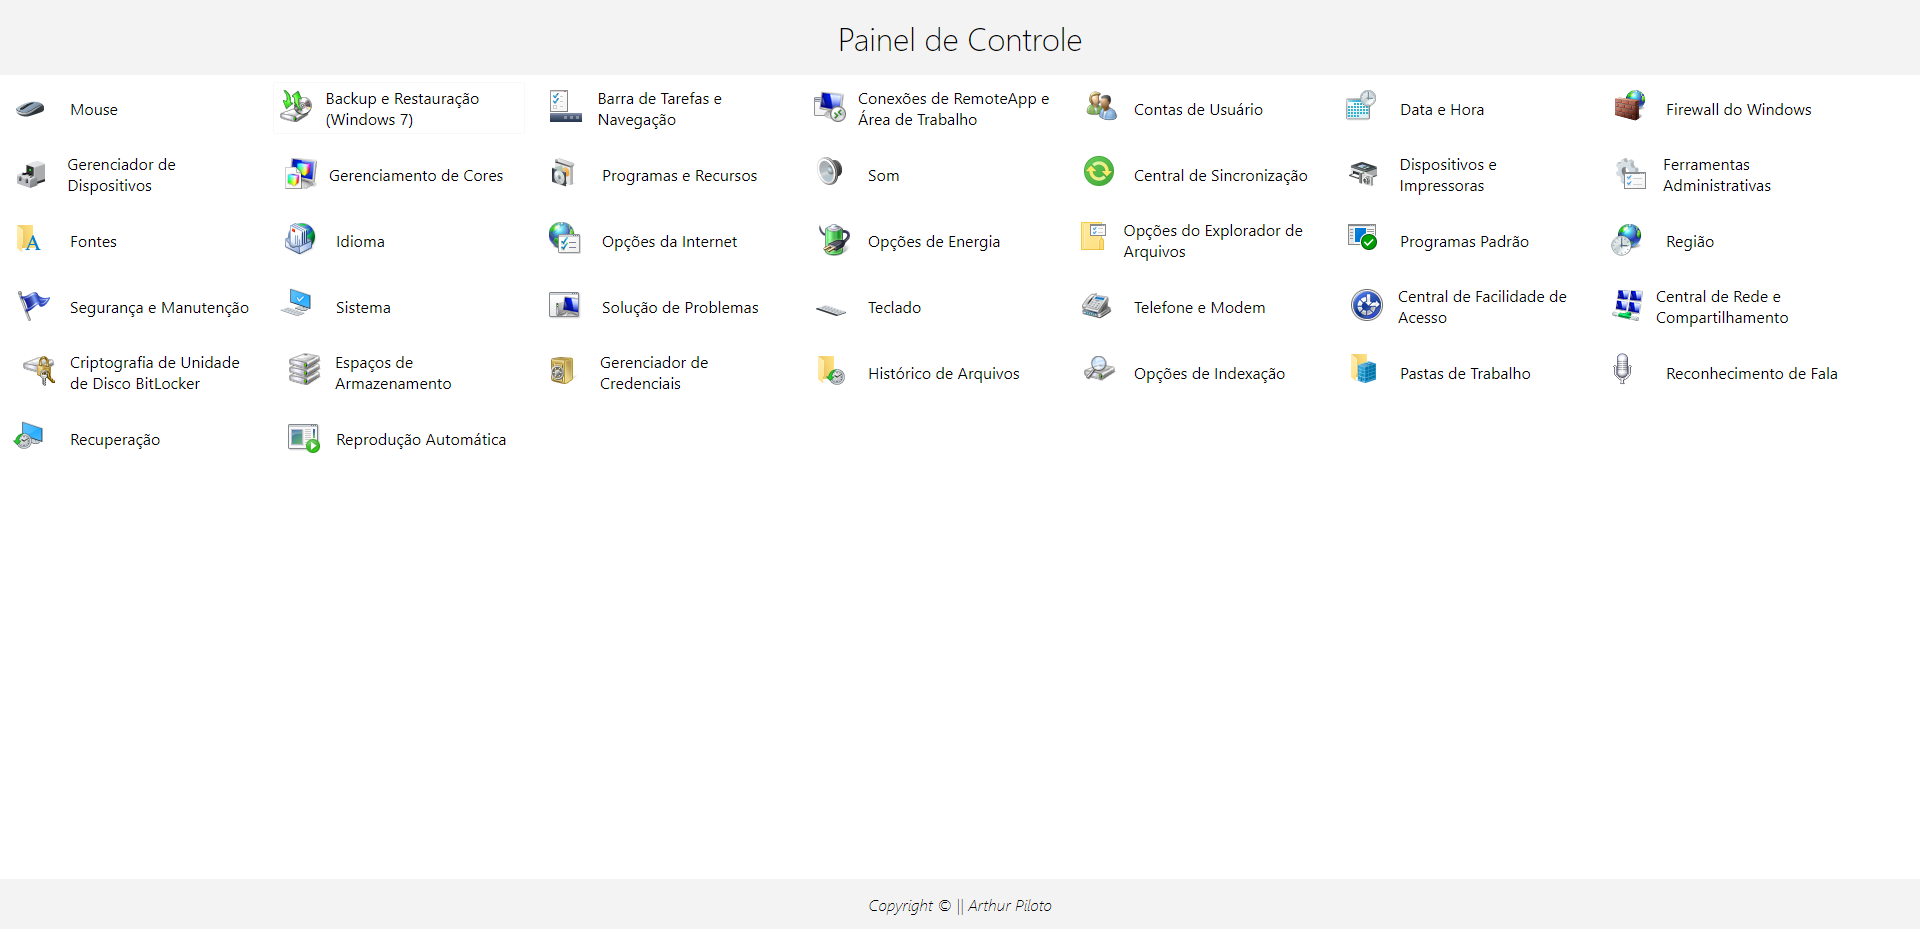 Painel de Controle
Mouse
Backup e Restauração
(Windows 7)
Barra de Tarefas e
Navegação
Conexões de RemoteApp e
Área de Trabalho
Contas de Usuário
Data e Hora
Firewall do Windows
Gerenciador de
Dispositivos
Gerenciamento de Cores
Programas e Recursos
Som
Central de Sincronização
Dispositivos e
Impressoras
Ferramentas
Administrativas
Fontes
Idioma
Opções da Internet
Opções de Energia
Opções do Explorador de
Arquivos
Programas Padrão
Região
Segurança e Manutenção
Sistema
Solução de Problemas
Teclado
Telefone e Modem
Central de Facilidade de
Acesso
Central de Rede e
Compartilhamento
Criptografia de Unidade
de Disco BitLocker
Espaços de
Armazenamento
Gerenciador de
Credenciais
Histórico de Arquivos
Opções de Indexação
Pastas de Trabalho
Reconhecimento de Fala
Recuperação
Reprodução Automática
Copyright © || Arthur Piloto